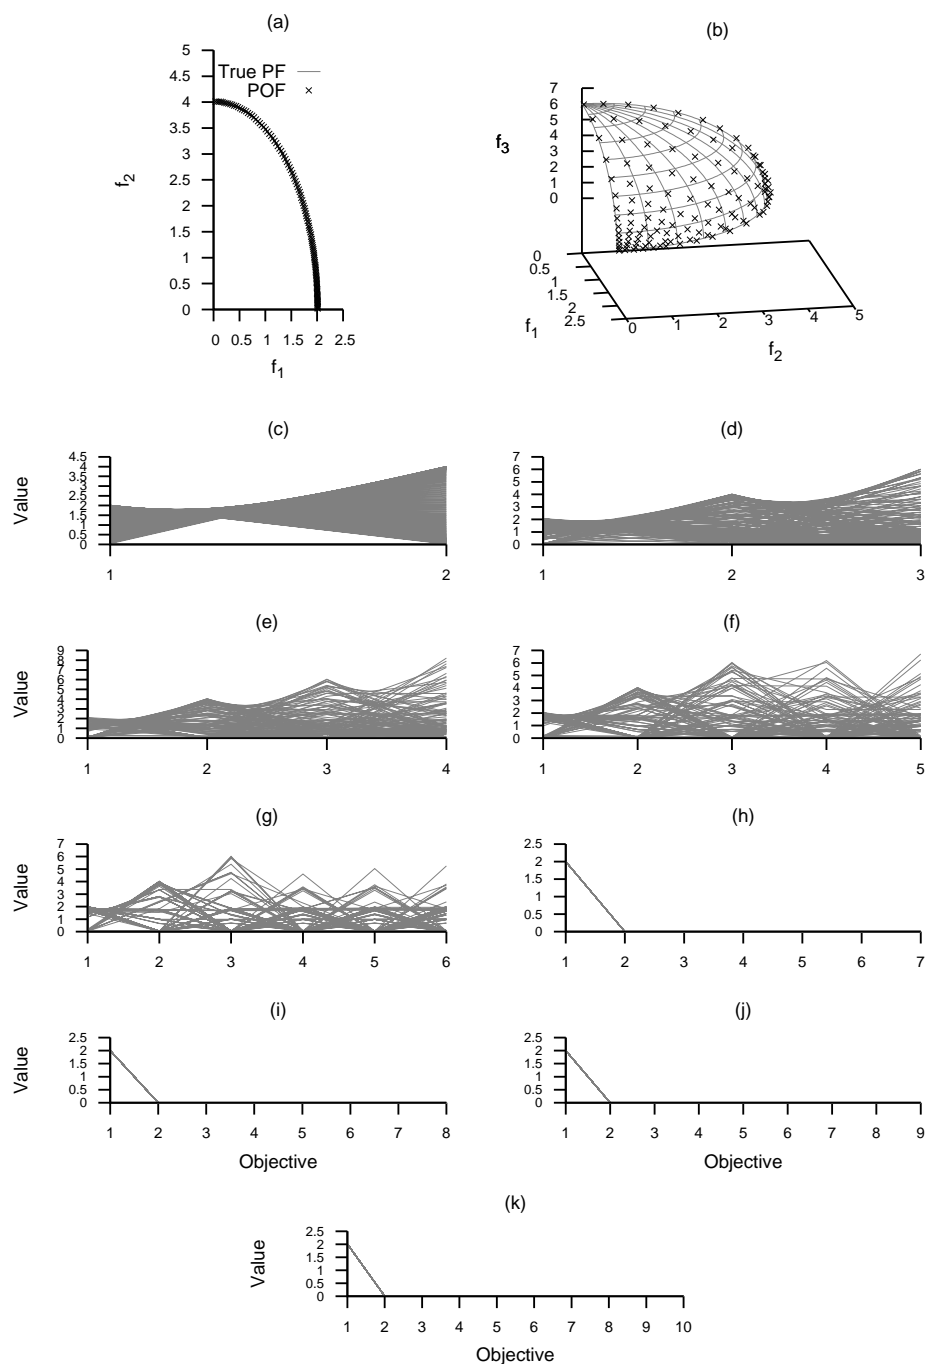 (a)
5
4.5
4
3.5
3
2.5
2
1.5
1
0.5
0
f2
True PF
POF
0 0.5 1 1.5 2 2.5
f1
(b)
7
6
5
4
3
2
1
0
f3
0
0.5
1
1.5
2
2.5
f1
0 1 2 3 4 5
f2
(c)
4.5
4
3.5
3
2.5
2
1.5
1
0.5
0
Value
1 2
(d)
7
6
5
4
3
2
1
0
1 2 3
(e)
9
8
7
6
5
4
3
2
1
0
Value
1 2 3 4
(f)
7
6
5
4
3
2
1
0
1 2 3 4 5
(g)
7
6
5
4
3
2
1
0
Value
1 2 3 4 5 6
(h)
2.5
2
1.5
1
0.5
0
1 2 3 4 5 6 7
(i)
2.5
2
1.5
1
0.5
0
Value
1 2 3 4 5 6 7 8
Objective
(j)
2.5
2
1.5
1
0.5
0
1 2 3 4 5 6 7 8 9
Objective
(k)
2.5
2
1.5
1
0.5
0
Value
1 2 3 4 5 6 7 8 9 10
Objective